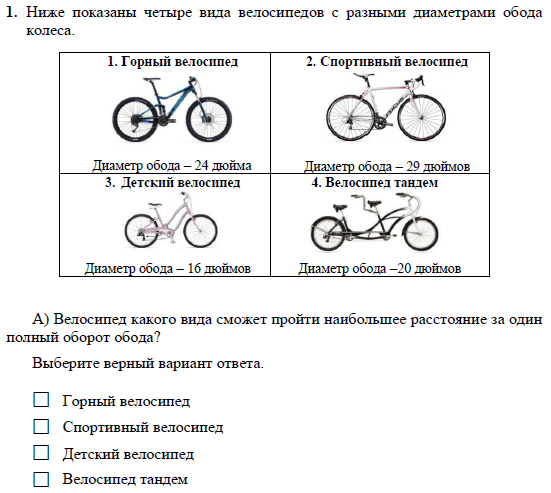 1. Ниже показаны четыре вида велосипедов с разными диаметрами обода
колеса.
1. Горный велосипед
2. Спортивный велосипед
Диаметр обода – 24 дюйма
Диаметр обода – 29 дюймов
3. Детский велосипед
4. Велосипед тандем
Диаметр обода – 16 дюймов
Диаметр обода –20 дюймов
А) Велосипед какого вида сможет пройти наибольшее расстояние за один
полный оборот обода?
Выберите верный вариант ответа.
Горный велосипед
Спортивный велосипед
Детский велосипед
Велосипед тандем